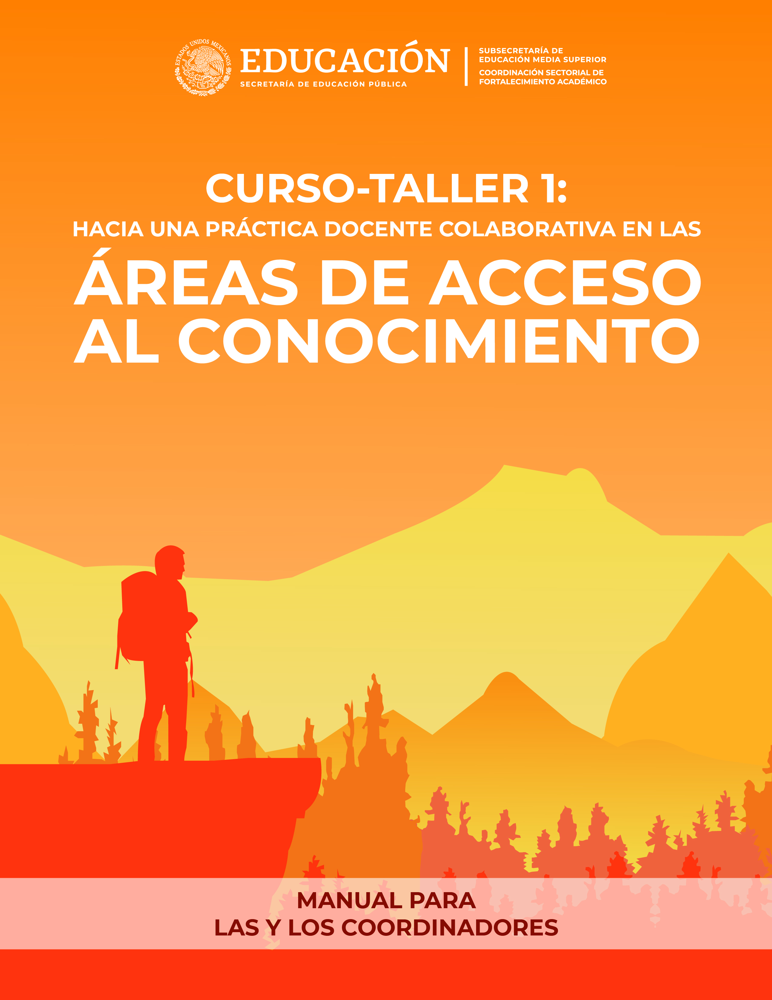 ESTADOS UNIDOS MEXICANOS
EDUCACIÓN
SECRETARÍA DE EDUCACIÓN PÚBLICA
SUBSECRETARÍA DE
EDUCACIÓN MEDIA SUPERIOR
COORDINACIÓN SECTORIAL DE
FORTALECIMIENTO ACADÉMICO
CURSO-TALLER 1:
HACIA UNA PRÁCTICA DOCENTE COLABORATIVA EN LAS
ÁREAS DE ACCESO
AL CONOCIMIENTO
MANUAL PARA
LAS Y LOS COORDINADORES